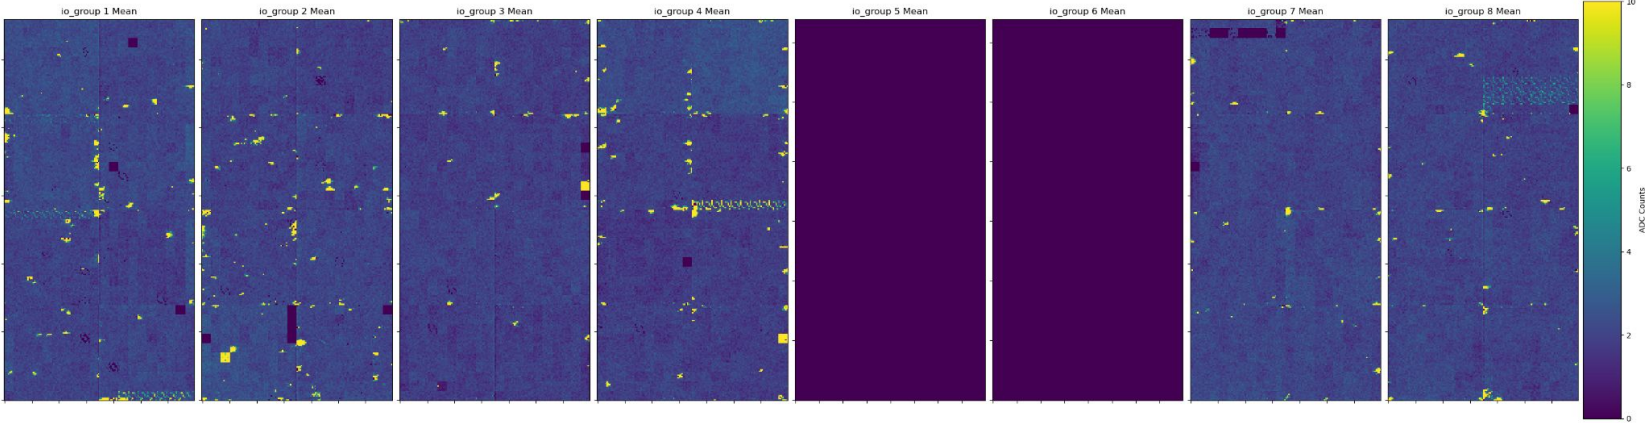 io_group 1 Mean
io_group 2 Mean
io_group 3 Mean
io_group 4 Mean
io_group 5 Mean
io_group 6 Mean
io_group 7 Mean
io_group 8 Mean
10
8
6
4
2
0
ADC Counts